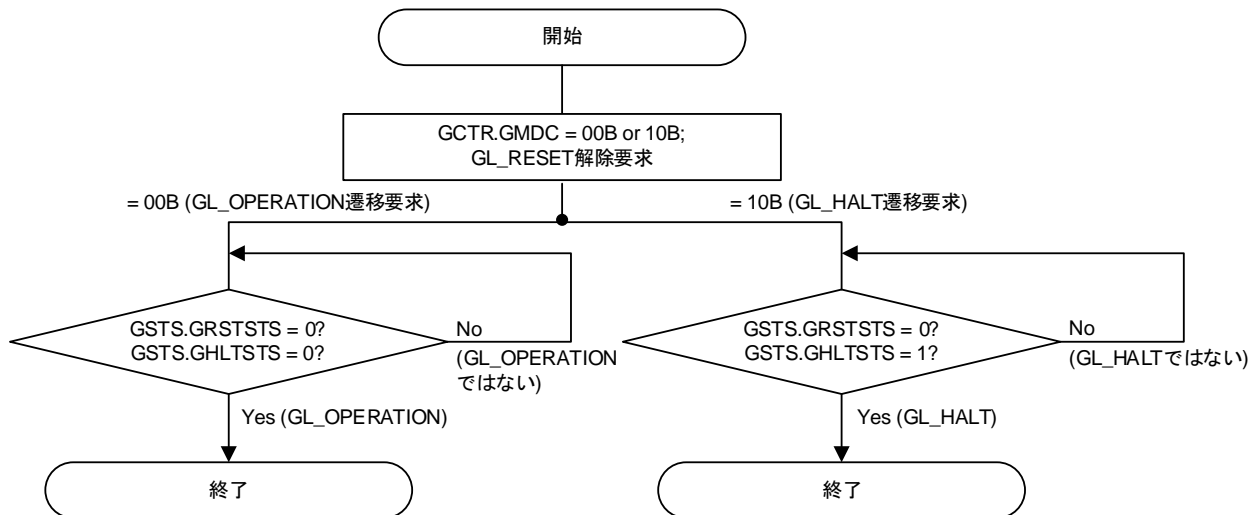 開始
GCTR.GMDC = 00B or 10B;
GL_RESET解除要求
= 00B (GL_OPERATION遷移要求)
= 10B (GL_HALT遷移要求)
GSTS.GRSTSTS = 0?
GSTS.GHLTSTS = 0?
No
(GL_OPERATION
ではない)
GSTS.GRSTSTS = 0?
GSTS.GHLTSTS = 1?
No
(GL_HALTではない)
Yes (GL_OPERATION)
Yes (GL_HALT)
終了
終了